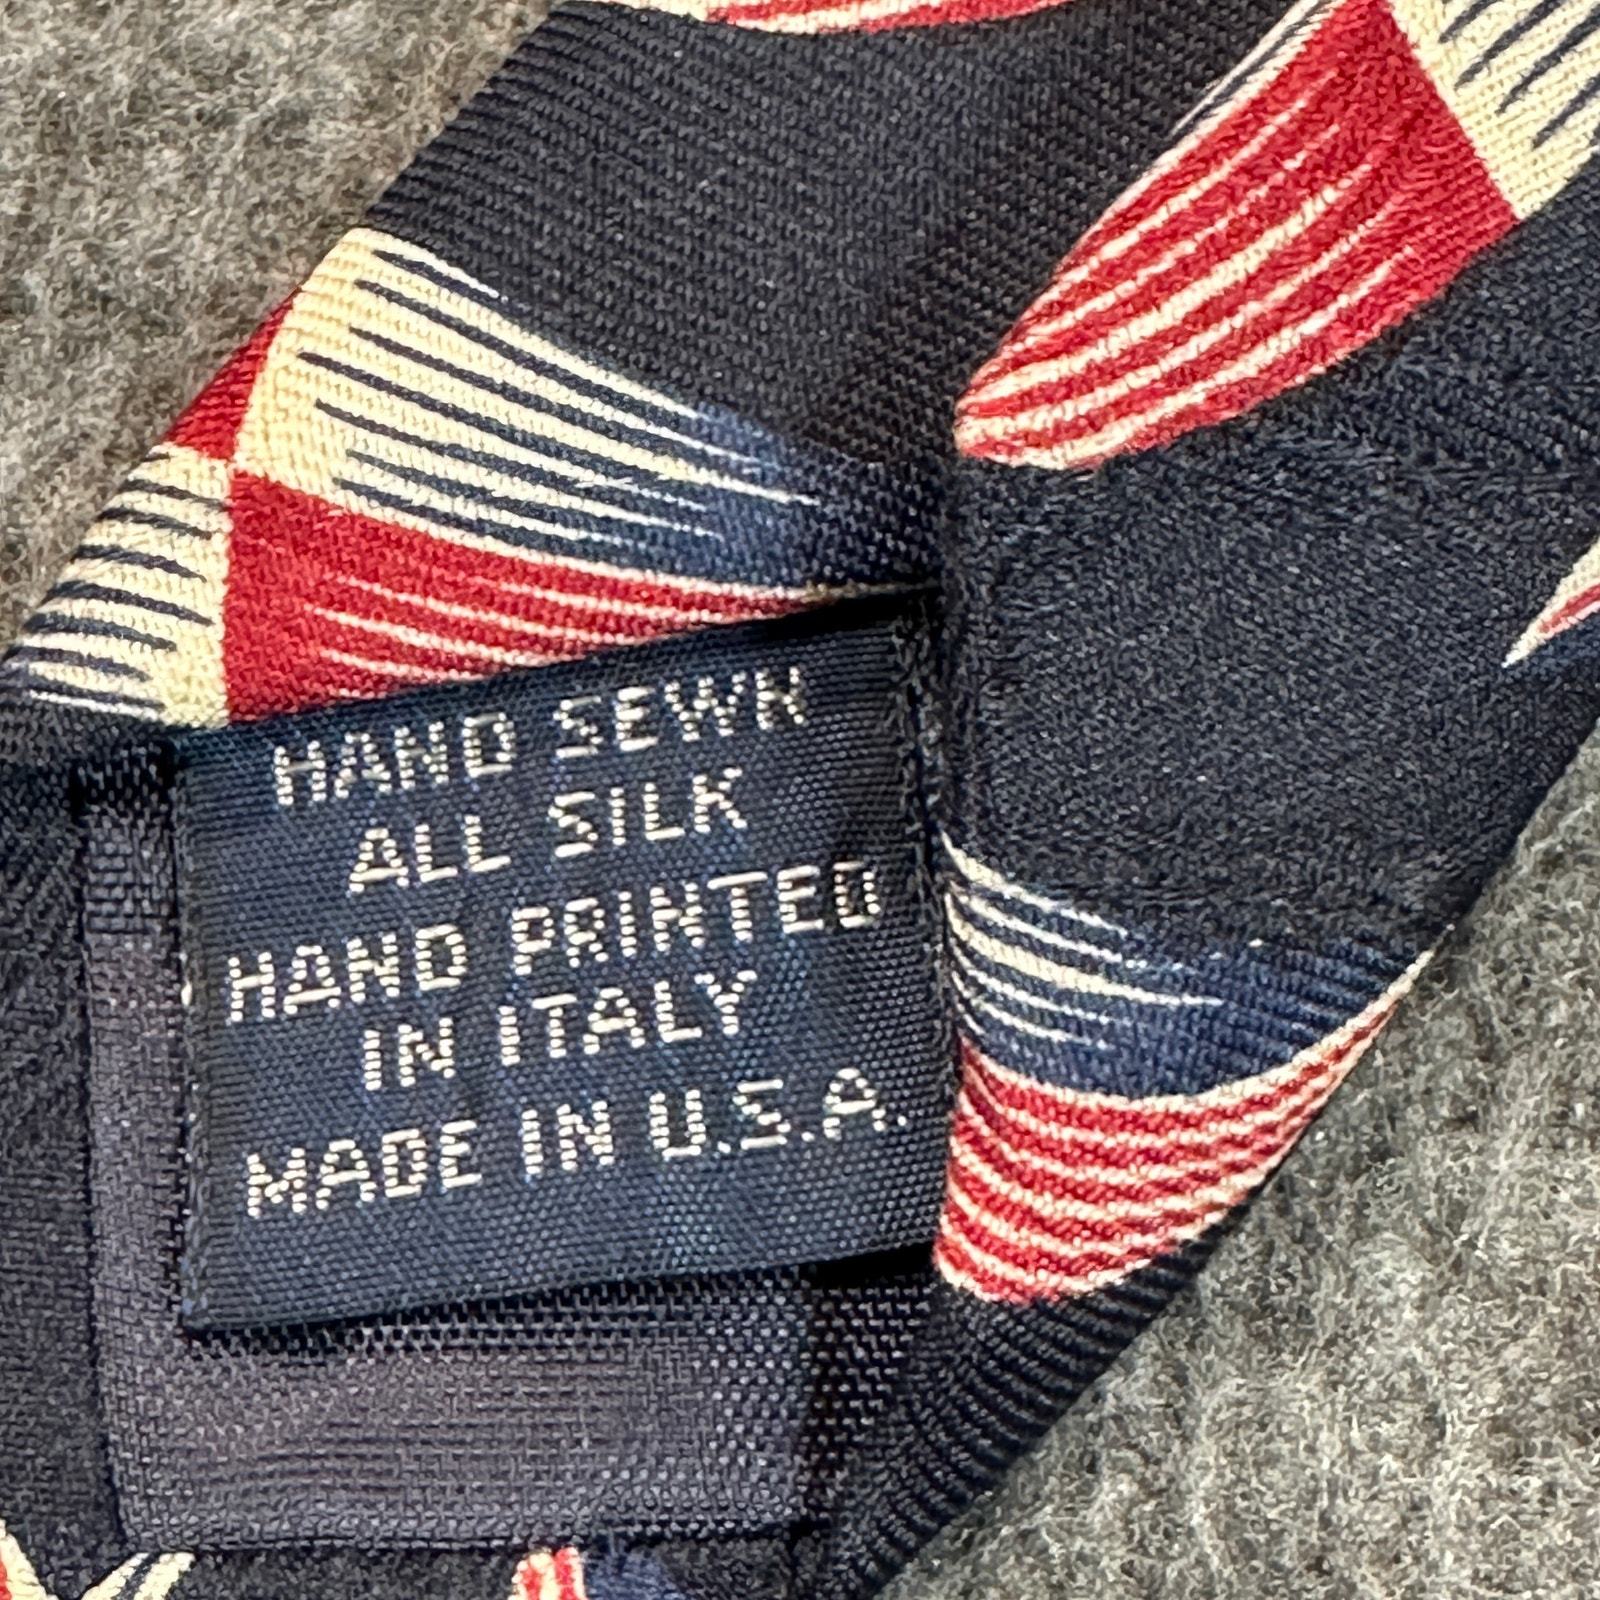 HAND SEWN
ALL SILK
HAND PRINTED
IN ITALY
MADE IN U.S.A.